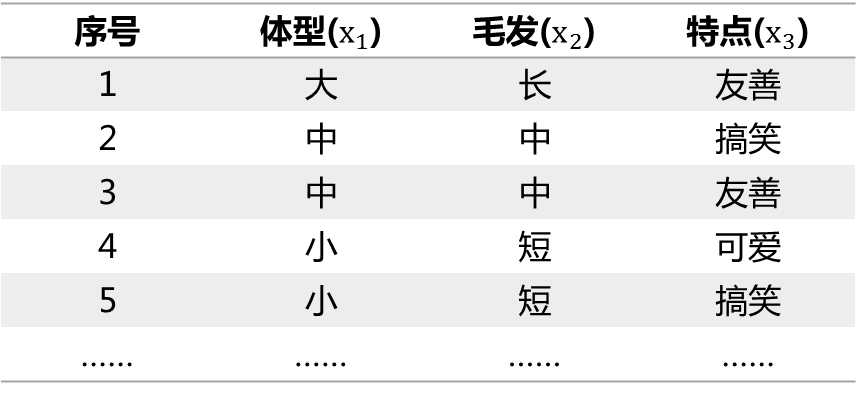 序号 体型(x₁) 毛发(x₂) 特点(x₃)
1 大 长 友善
2 中 中 搞笑
3 中 中 友善
4 小 短 可爱
5 小 短 搞笑
...... ...... ...... ......